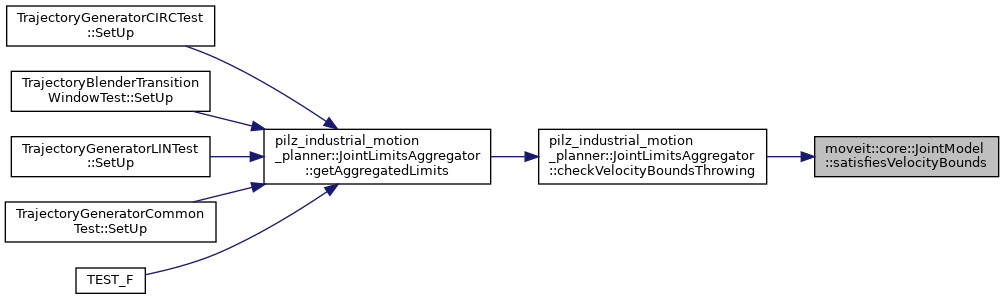 TrajectoryGeneratorCIRCTest
::SetUp
TrajectoryBlenderTransition
WindowTest::SetUp
TrajectoryGeneratorLINTest
::SetUp
TrajectoryGeneratorCommon
Test::SetUp
TEST_F
pilz_industrial_motion
_planner::JointLimitsAggregator
::getAggregatedLimits
pilz_industrial_motion
_planner::JointLimitsAggregator
::checkVelocityBoundsThrowing
moveit::core::JointModel
::satisfiesVelocityBounds